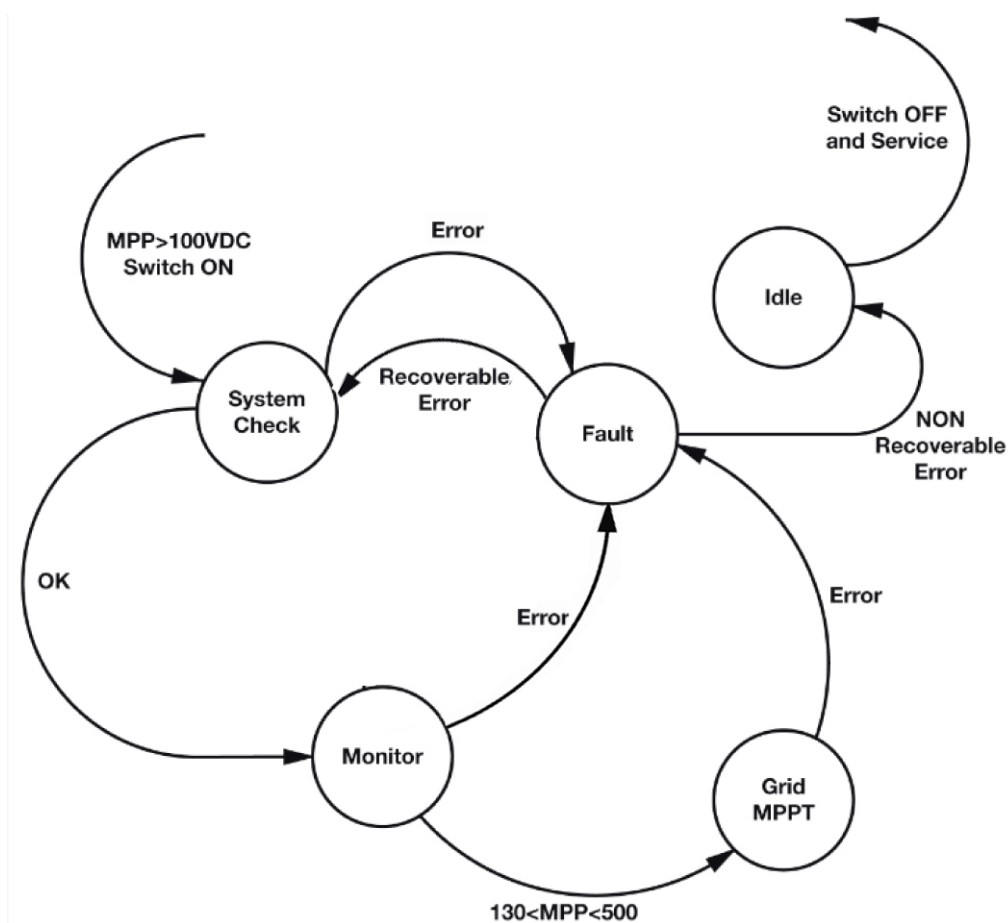 Switch OFF
and Service
MPP>100VDC
Switch ON
Error
Idle
Recoverable
Error
System
Check
Fault
NON
Recoverable
Error
OK
Error
Error
Monitor
Grid
MPPT
130<MPP<500